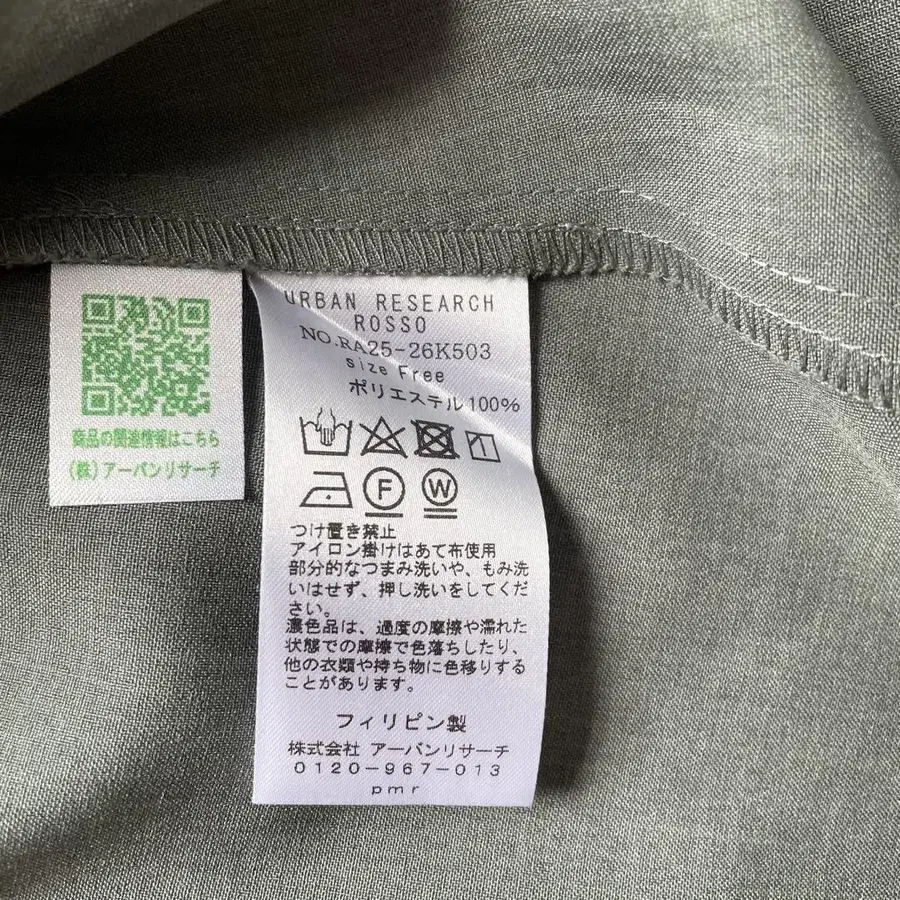 商品の関連情報はこちら
(株) アーバンリサーチ
URBAN RESEARCH
ROSSO
NO.RA25-26K503
size Free
ポリエステル100%
F W
つけ置き禁止
アイロン掛けはあて布使用
部分的なつまみ洗いや、もみ洗
いはせず、押し洗いをしてくだ
さい。
濃色品は、過度の摩擦や濡れた
状態での摩擦で色落ちしたり、
他の衣類や持ち物に色移りする
ことがあります。
フィリピン製
株式会社 アーバンリサーチ
0120-967-013
pmr